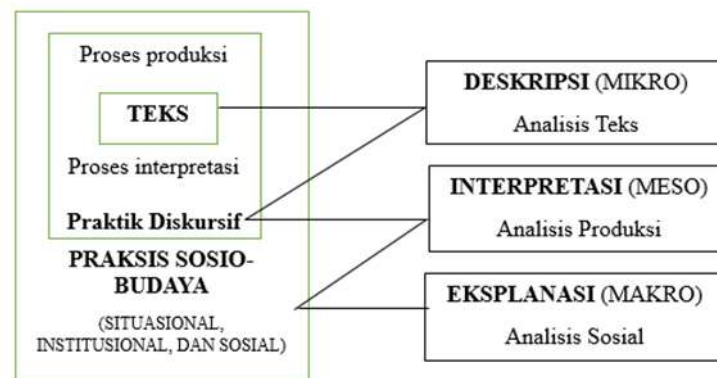 Proses produksi
TEKS
Proses interpretasi
Praktik Diskursif
PRAKSIS SOSIO-
BUDAYA
(SITUASIONAL,
INSTITUSIONAL, DAN SOSIAL)
DESKRIPSI (MIKRO)
Analisis Teks
INTERPRETASI (MESO)
Analisis Produksi
EKSPLANASI (MAKRO)
Analisis Sosial